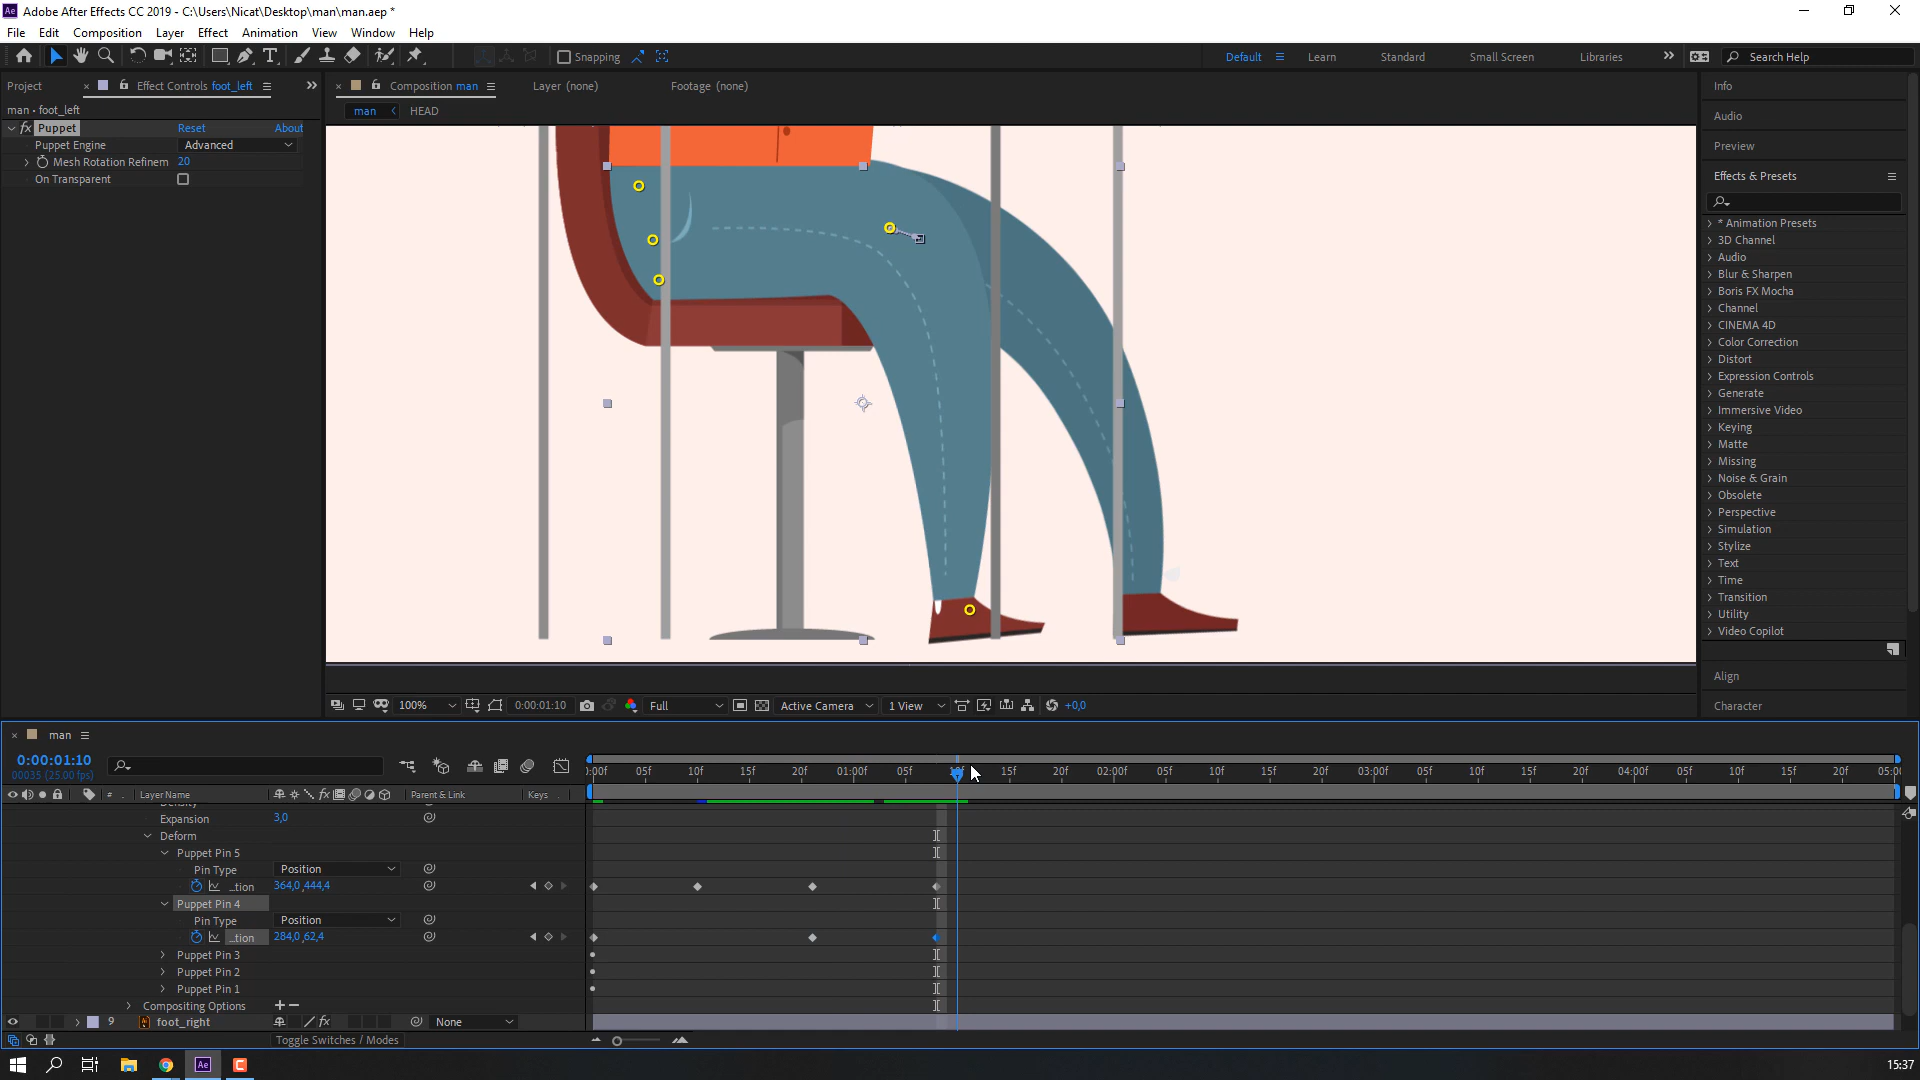 Adobe After Effects CC 2019 - C:\Users\Nicat\Desktop\man\man.aep *
File Edit Composition Layer Effect Animation View Window Help
Snapping
Default Learn Standard Small Screen Libraries Search Help
Project Effect Controls foot_left
man • foot_left
fx Puppet Reset About
Puppet Engine Advanced
Mesh Rotation Refinem 20
On Transparent
Composition man Layer (none) Footage (none)
man HEAD
100% 0:00:01:10 Full Active Camera 1 View +0,0
Info
Audio
Preview
Effects & Presets
* Animation Presets
3D Channel
Audio
Blur & Sharpen
Boris FX Mocha
Channel
CINEMA 4D
Color Correction
Distort
Expression Controls
Generate
Immersive Video
Keying
Matte
Missing
Noise & Grain
Obsolete
Perspective
Simulation
Stylize
Text
Time
Transition
Utility
Video Copilot
Align
Character
man
0:00:01:10
00035 (25.00 fps)
:00f 05f 10f 15f 20f 01:00f 05f 10f 15f 20f 02:00f 05f 10f 15f 20f 03:00f 05f 10f 15f 20f 04:00f 05f 10f 15f 20f 05:00
# Layer Name Parent & Link Keys
Density
Expansion 3,0
Deform
Puppet Pin 5
Pin Type Position
...tion 364,0,444,4
Puppet Pin 4
Pin Type Position
...tion 284,0,62,4
Puppet Pin 3
Puppet Pin 2
Puppet Pin 1
Compositing Options
9 foot_right None
Toggle Switches / Modes
15:37